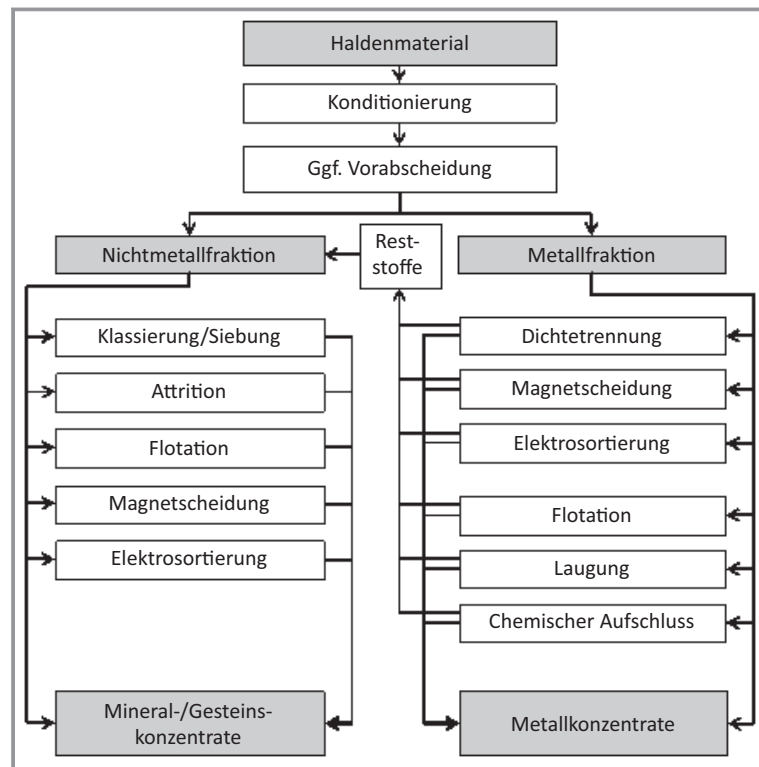 Haldenmaterial
Konditionierung
Ggf. Vorabscheidung
Nichtmetallfraktion
Rest-
stoffe
Metallfraktion
Klassierung/Siebung
Attrition
Flotation
Magnetscheidung
Elektrosortierung
Dichtetrennung
Magnetscheidung
Elektrosortierung
Flotation
Laugung
Chemischer Aufschluss
Mineral-/Gesteins-
konzentrate
Metallkonzentrate